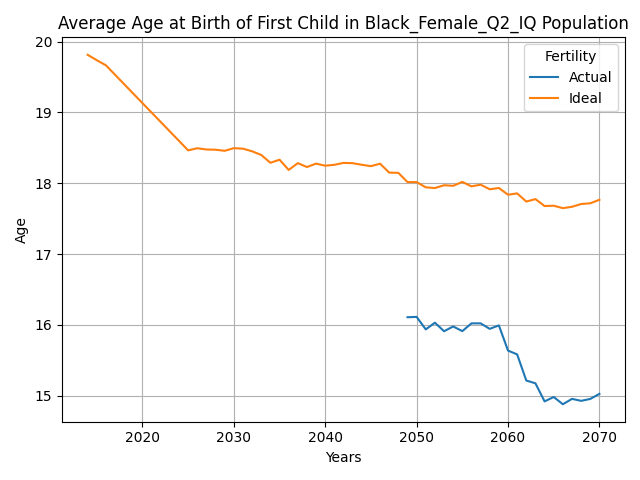 Average Age at Birth of First Child in Black_Female_Q2_IQ Population
Fertility
Actual
Ideal
Age
20
19
18
17
16
15
2020
2030
2040
2050
2060
2070
Years